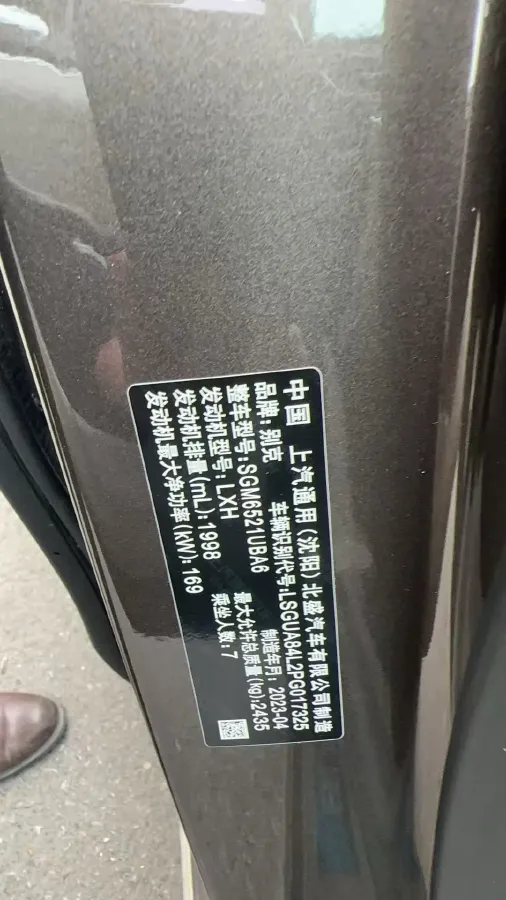 中国 上汽通用(沈阳)北盛汽车有限公司制造
品牌:别克 车辆识别代号:LSGUA84L2PG017325
整车型号:SGM6521UBA6 制造年月:2023-04
发动机型号:LXH 最大允许总质量(kg):2435
发动机排量(mL):1998 乘坐人数:7
发动机最大净功率(kW):169